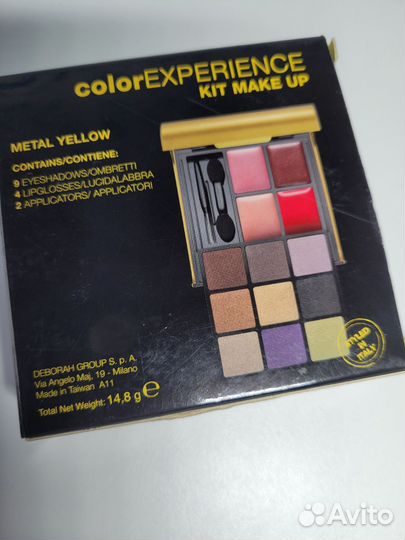 colorEXPERIENCE
KIT MAKE UP
METAL YELLOW
CONTAINS/CONTIENE:
9 EYESHADOWS/OMBRETTI
4 LIPGLOSSES/LUCIDALABBRA
2 APPLICATORS/ APPLICATORI
STYLED
IN
ITALY
DEBORAH GROUP S. p. A.
Via Angelo Maj, 19 - Milano
Made in Taiwan A11
Total Net Weight: 14,8 g e
Avito